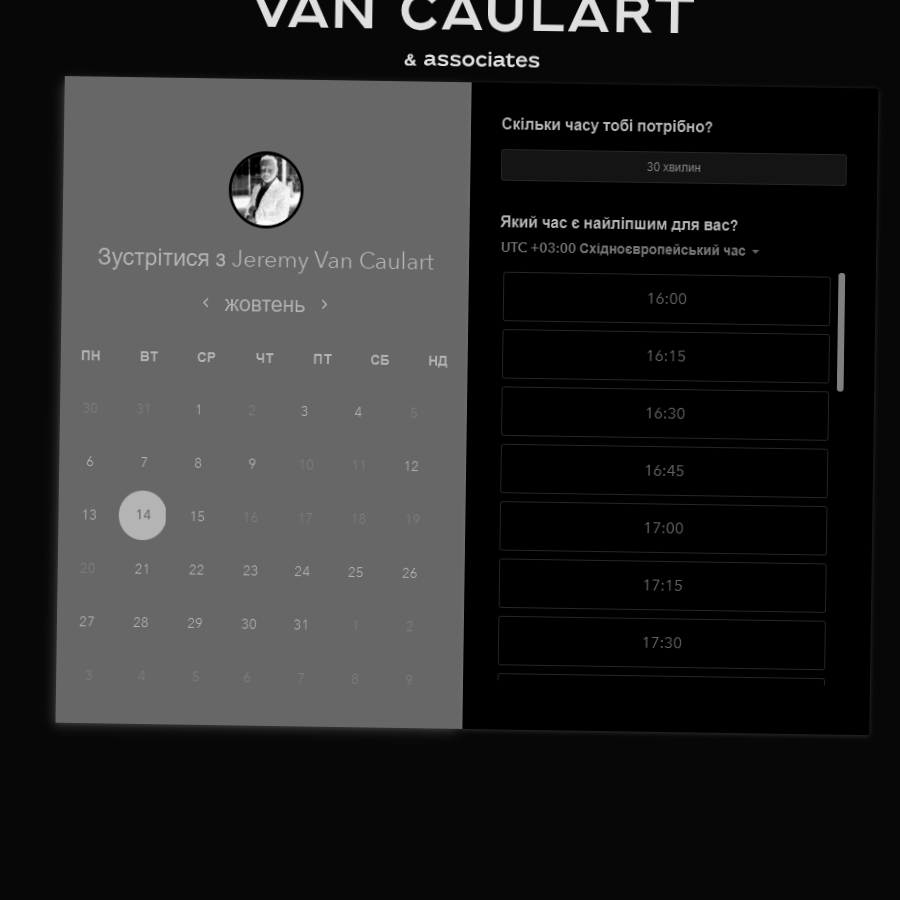 VAN CAULART
& associates
Зустрітися з Jeremy Van Caulart
‹ жовтень ›
ПН ВТ СР ЧТ ПТ СБ НД
30 31 1 2 3 4 5
6 7 8 9 10 11 12
13 14 15 16 17 18 19
20 21 22 23 24 25 26
27 28 29 30 31 1 2
3 4 5 6 7 8 9
Скільки часу тобі потрібно?
30 хвилин
Який час є найліпшим для вас?
UTC +03:00 Східноєвропейський час
16:00
16:15
16:30
16:45
17:00
17:15
17:30